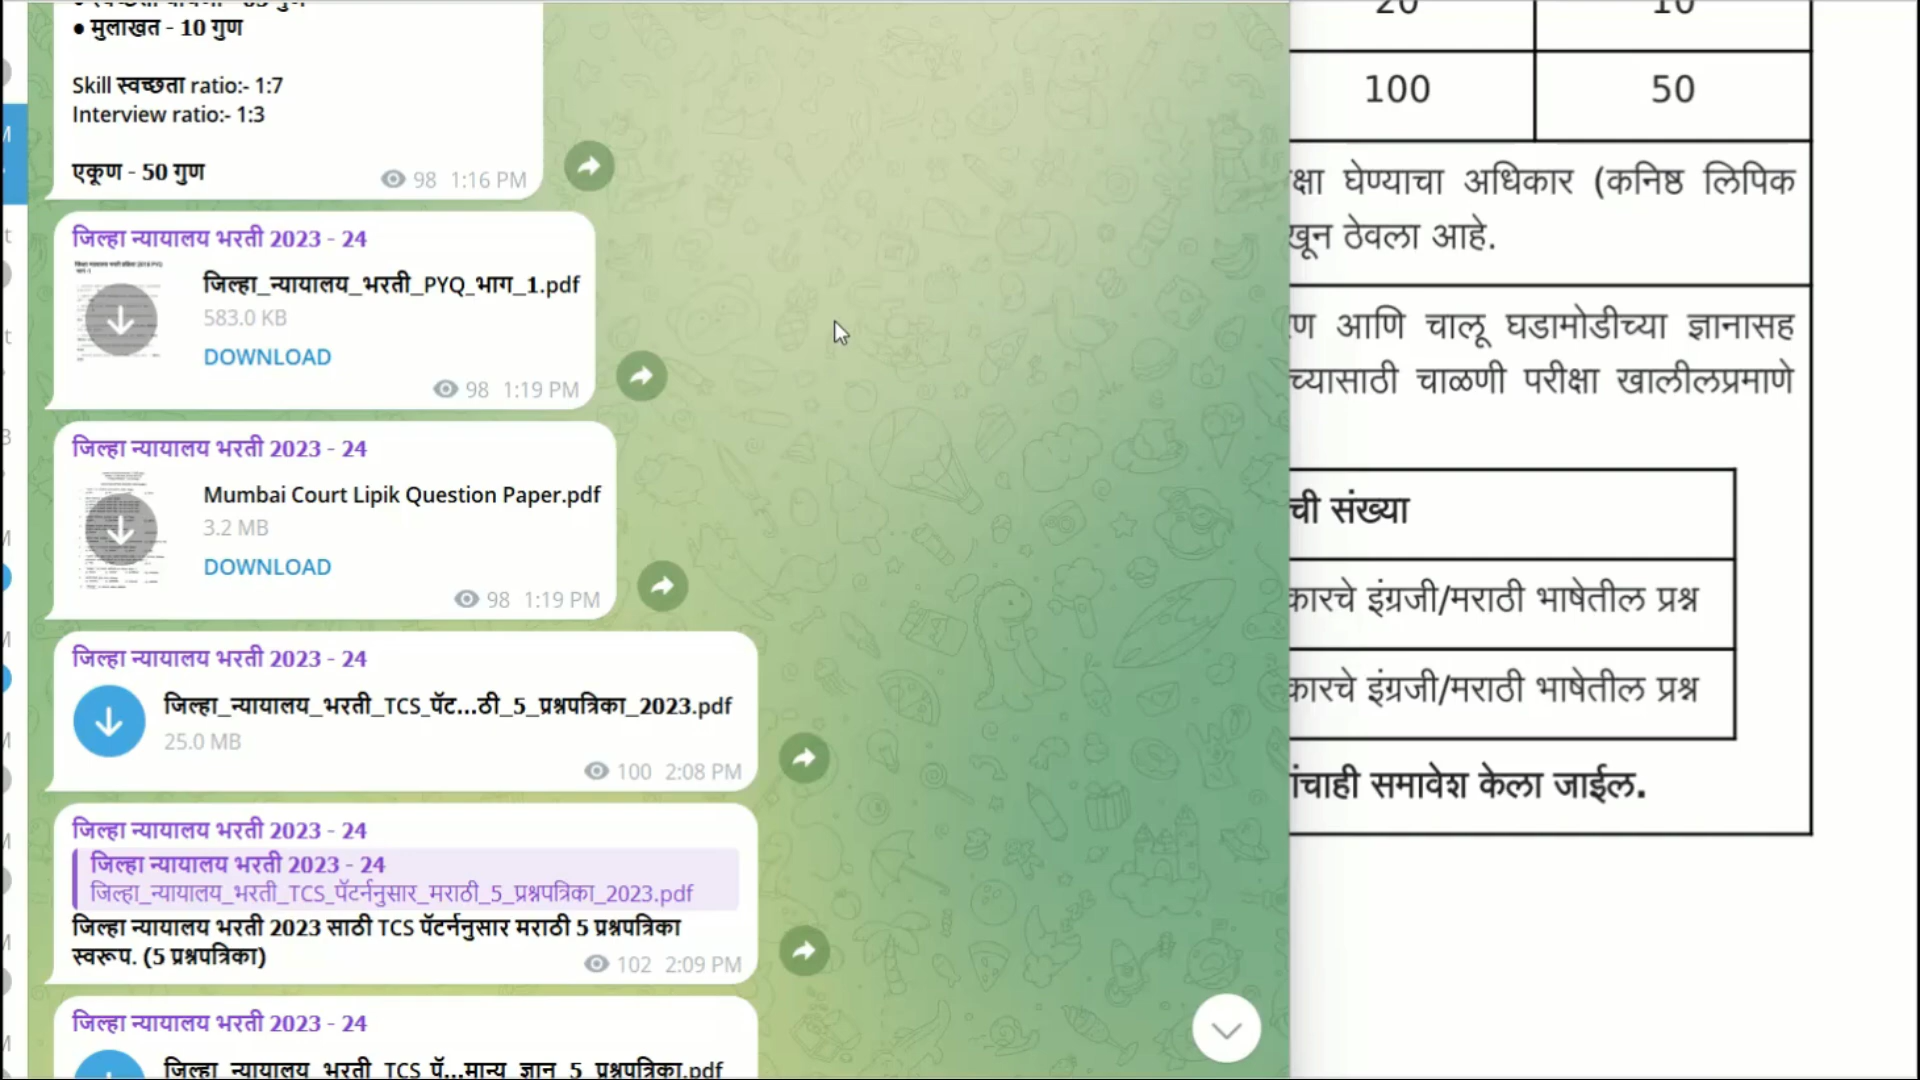 ● मुलाखत - 10 गुण
Skill स्वच्छता ratio:- 1:7
Interview ratio:- 1:3
एकूण - 50 गुण
98 1:16 PM
जिल्हा न्यायालय भरती 2023 - 24
जिल्हा_न्यायालय_भरती_PYQ_भाग_1.pdf
583.0 KB
DOWNLOAD
98 1:19 PM
जिल्हा न्यायालय भरती 2023 - 24
Mumbai Court Lipik Question Paper.pdf
3.2 MB
DOWNLOAD
98 1:19 PM
जिल्हा न्यायालय भरती 2023 - 24
जिल्हा_न्यायालय_भरती_TCS_पॅट...ठी_5_प्रश्नपत्रिका_2023.pdf
25.0 MB
100 2:08 PM
जिल्हा न्यायालय भरती 2023 - 24
जिल्हा न्यायालय भरती 2023 - 24
जिल्हा_न्यायालय_भरती_TCS_पॅटर्ननुसार_मराठी_5_प्रश्नपत्रिका_2023.pdf
जिल्हा न्यायालय भरती 2023 साठी TCS पॅटर्ननुसार मराठी 5 प्रश्नपत्रिका
स्वरूप. (5 प्रश्नपत्रिका)
102 2:09 PM
जिल्हा न्यायालय भरती 2023 - 24
जिल्हा_न्यायालय_भरती_TCS_पॅ...मान्य_ज्ञान_5_प्रश्नपत्रिका.pdf
20 10
100 50
क्षा घेण्याचा अधिकार (कनिष्ठ लिपिक
खून ठेवला आहे.
ण आणि चालू घडामोडीच्या ज्ञानासह
च्यासाठी चाळणी परीक्षा खालीलप्रमाणे
ची संख्या
कारचे इंग्रजी/मराठी भाषेतील प्रश्न
कारचे इंग्रजी/मराठी भाषेतील प्रश्न
ांचाही समावेश केला जाईल.